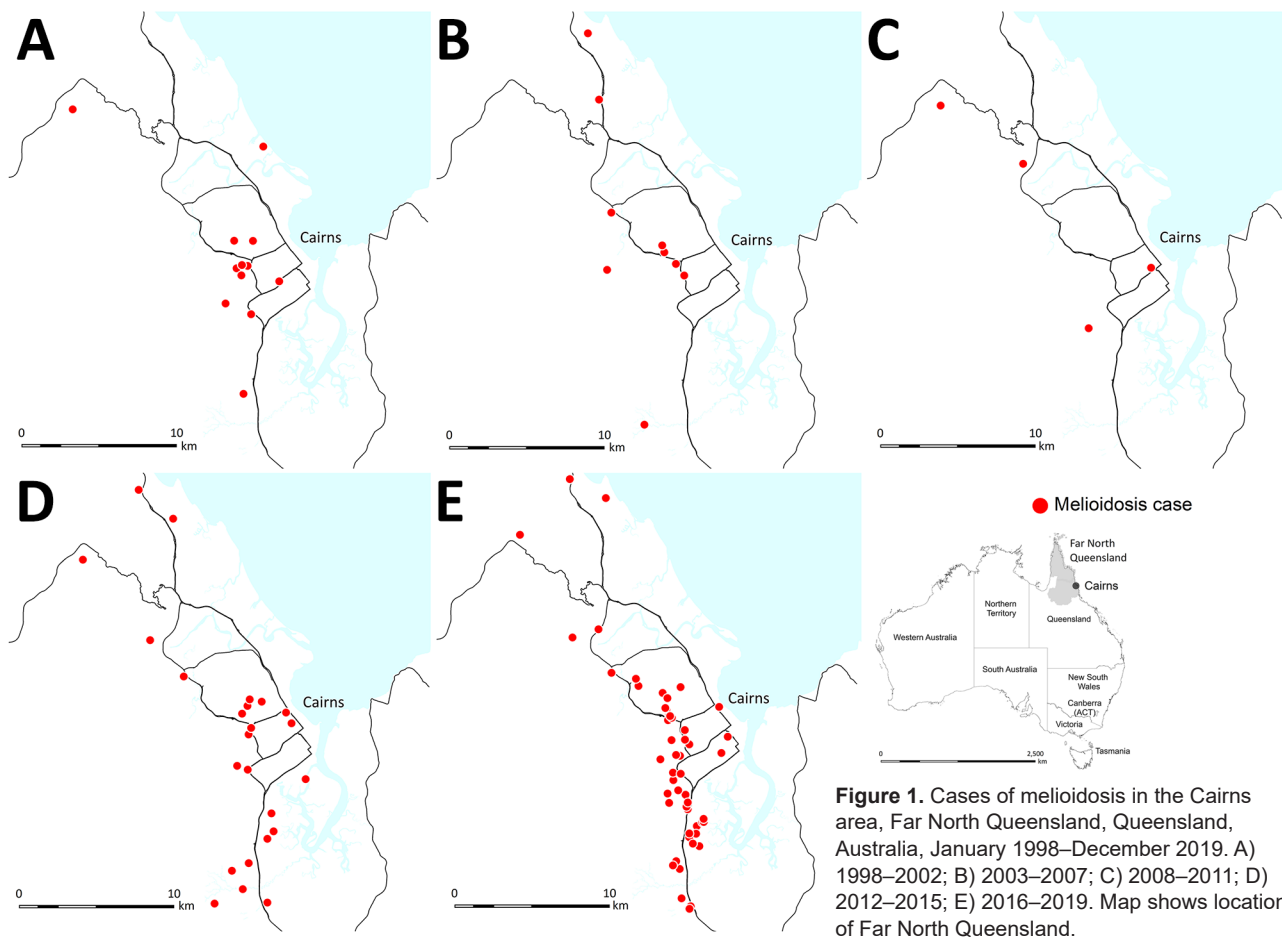 A
Cairns
0 10
km
B
Cairns
0 10
km
C
Cairns
0 10
km
D
Cairns
0 10
km
E
Cairns
0 10
km
Melioidosis case
Far North
Queensland
Cairns
Northern
Territory
Queensland
Western Australia
South Australia
New South
Wales
Canberra
(ACT)
Victoria
Tasmania
0 2,500
km
Figure 1. Cases of melioidosis in the Cairns
area, Far North Queensland, Queensland,
Australia, January 1998–December 2019. A)
1998–2002; B) 2003–2007; C) 2008–2011; D)
2012–2015; E) 2016–2019. Map shows location
of Far North Queensland.